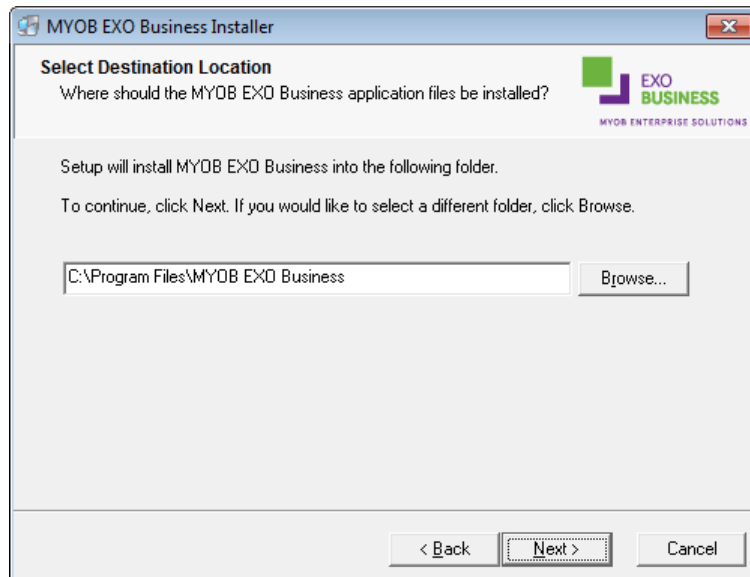 MYOB EXO Business Installer
Select Destination Location
Where should the MYOB EXO Business application files be installed?
EXO
BUSINESS
MYOB ENTERPRISE SOLUTIONS
Setup will install MYOB EXO Business into the following folder.
To continue, click Next. If you would like to select a different folder, click Browse.
C:\Program Files\MYOB EXO Business
Browse...
< Back
Next >
Cancel